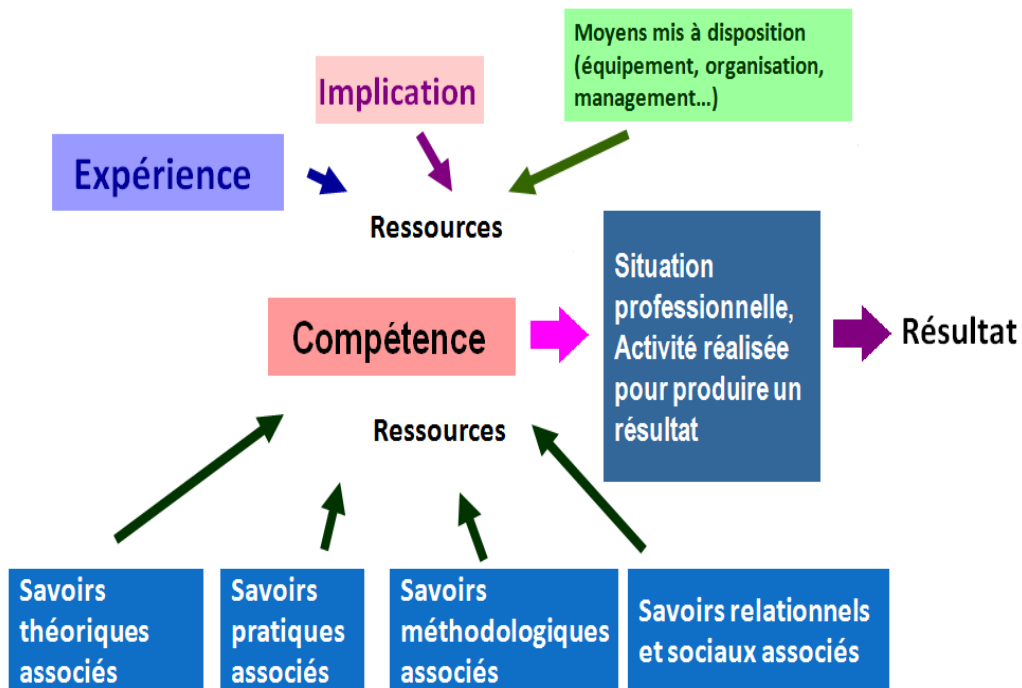 Moyens mis à disposition
(équipement, organisation,
management...)
Implication
Expérience
Ressources
Situation
professionnelle,
Activité réalisée
pour produire un
résultat
Compétence
Résultat
Ressources
Savoirs
théoriques
associés
Savoirs
pratiques
associés
Savoirs
méthodologiques
associés
Savoirs relationnels
et sociaux associés